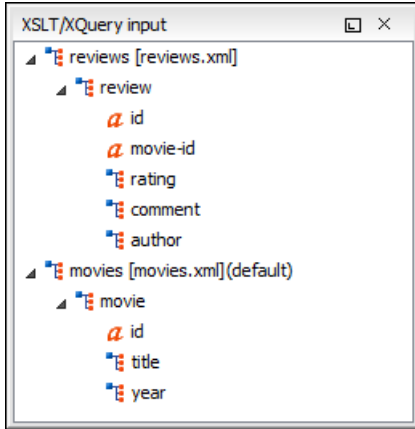 XSLT/XQuery input
reviews [reviews.xml]
review
id
movie-id
rating
comment
author
movies [movies.xml](default)
movie
id
title
year